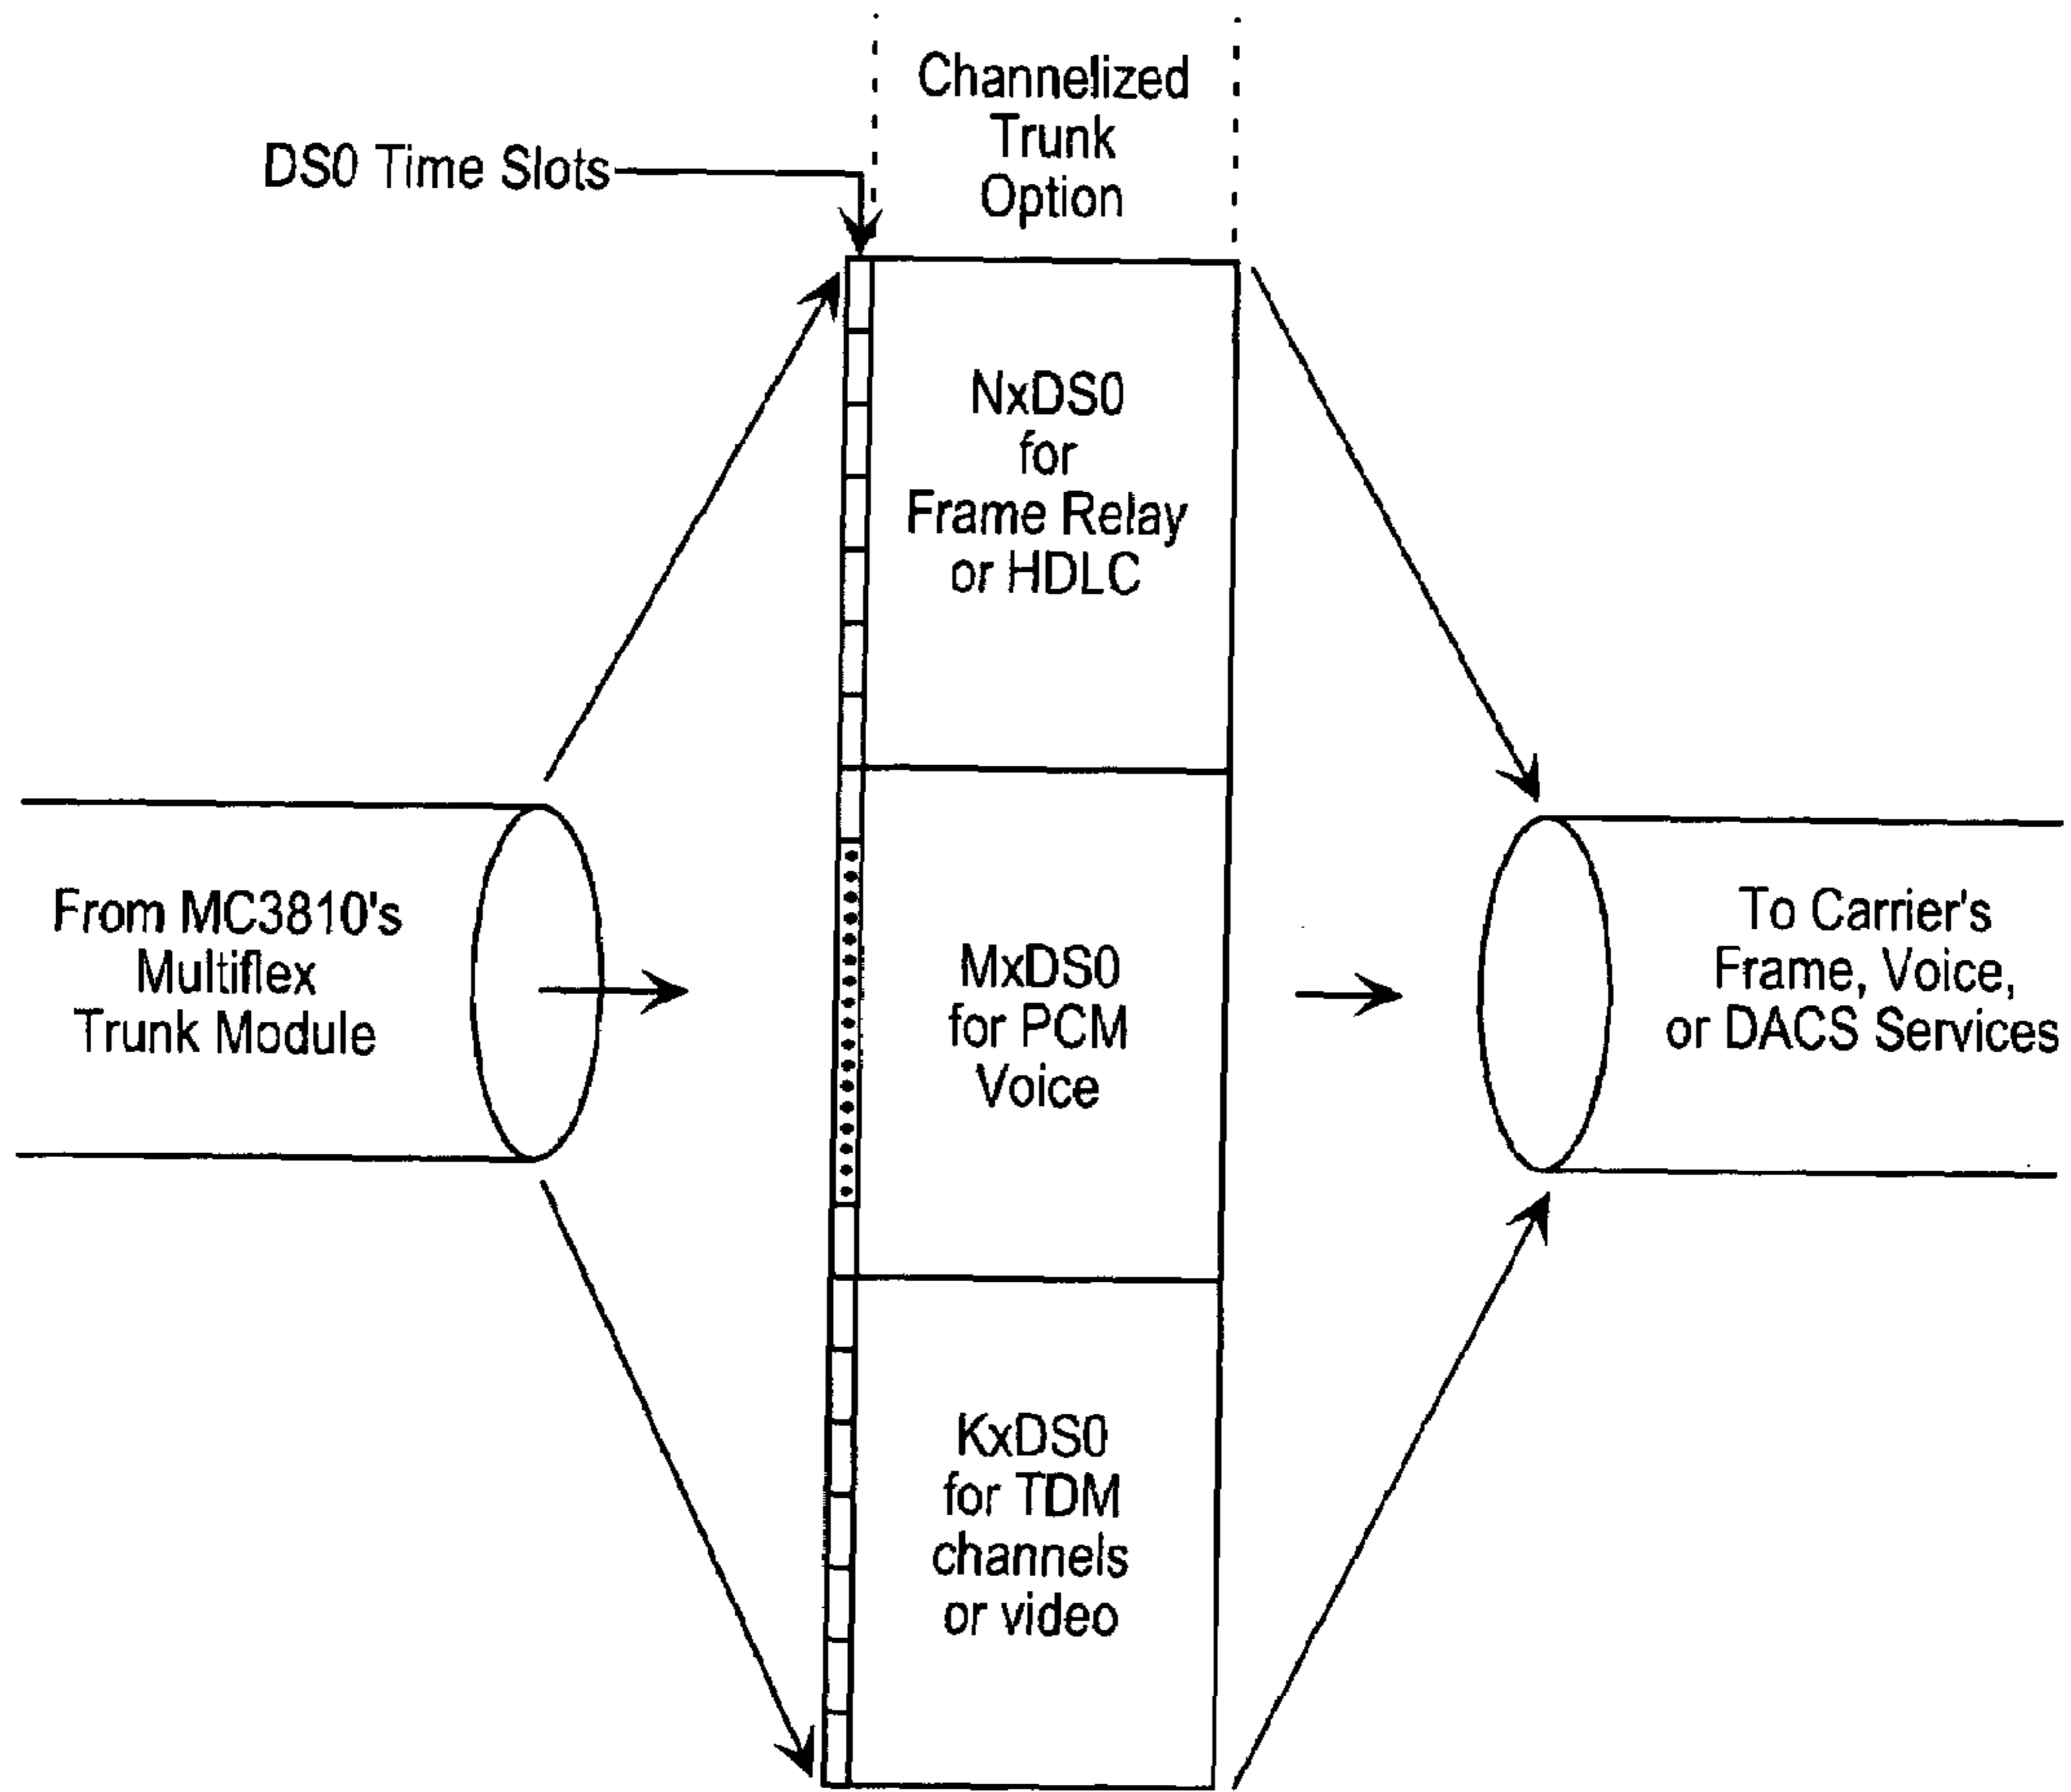 Channelized
Trunk
Option
DS0 Time Slots
NxDS0
for
Frame Relay
or HDLC
From MC3810's
Multiflex
Trunk Module
MxDS0
for PCM
Voice
To Carrier's
Frame, Voice,
or DACS Services
KxDS0
for TDM
channels
or video